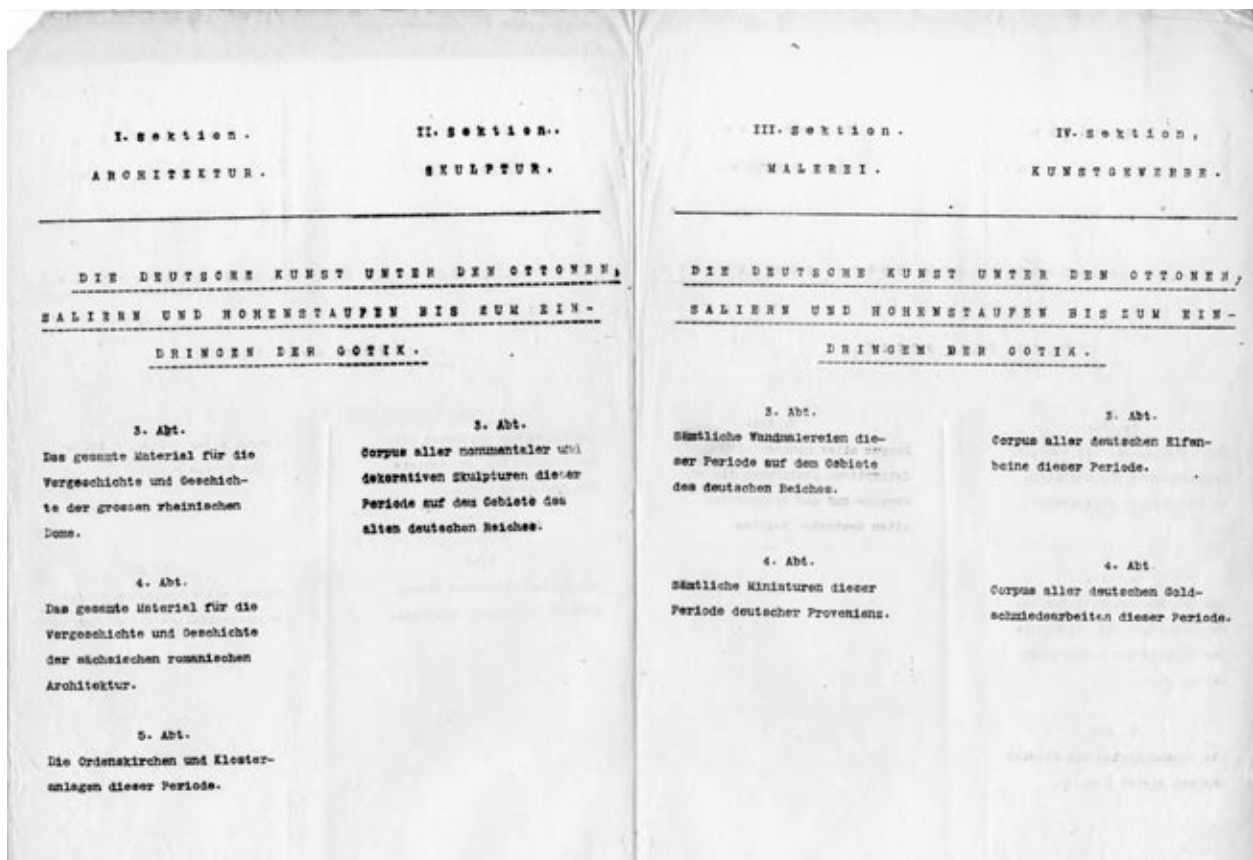 I. Sektion.
ARCHITEKTUR.
II. Sektion..
SKULPTUR.
DIE DEUTSCHE KUNST UNTER DEN OTTONEN,
SALIERN UND HOHENSTAUFEN BIS ZUM EIN-
DRINGEN DER GOTIK.
3. Abt.
Das gesamte Material für die
Vorgeschichte und Geschich-
te der grossen rheinischen
Dome.
4. Abt.
Das gesamte Material für die
Vorgeschichte und Geschichte
der sächsischen romanischen
Architektur.
5. Abt.
Die Ordenskirchen und Kloster-
anlagen dieser Periode.
3. Abt.
Corpus aller monumentaler und
dekorativen Skulpturen dieser
Periode auf dem Gebiete des
alten deutschen Reiches.
III. Sektion.
MALEREI.
IV. Sektion,
KUNSTGEWERBE.
DIE DEUTSCHE KUNST UNTER DEN OTTONEN,
SALIERN UND HOHENSTAUFEN BIS ZUM EIN-
DRINGEN DER GOTIK.
3. Abt.
Sämtliche Wandmalereien die-
ser Periode auf dem Gebiete
des deutschen Reiches.
4. Abt.
Sämtliche Miniaturen dieser
Periode deutscher Provenienz.
3. Abt.
Corpus aller deutschen Elfen-
beine dieser Periode.
4. Abt.
Corpus aller deutschen Gold-
schmiedearbeiten dieser Periode.